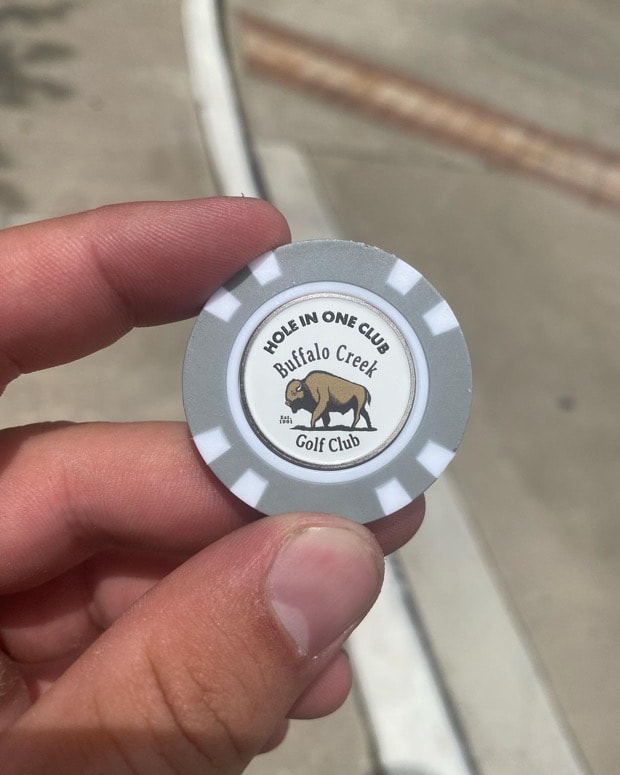 HOLE IN ONE CLUB
Buffalo Creek
Est.
1991
Golf Club